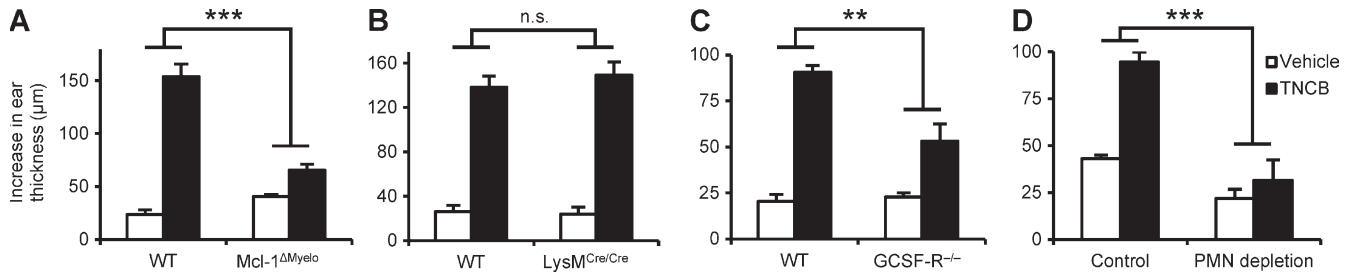 A
***
Increase in ear
thickness (μm)
150
100
50
0
WT
Mcl-1ΔMyelo
B
n.s.
160
120
80
40
0
WT
LysMCre/Cre
C
**
100
75
50
25
0
WT
GCSF-R–/–
D
***
100
75
50
25
0
Control
PMN depletion
Vehicle
TNCB